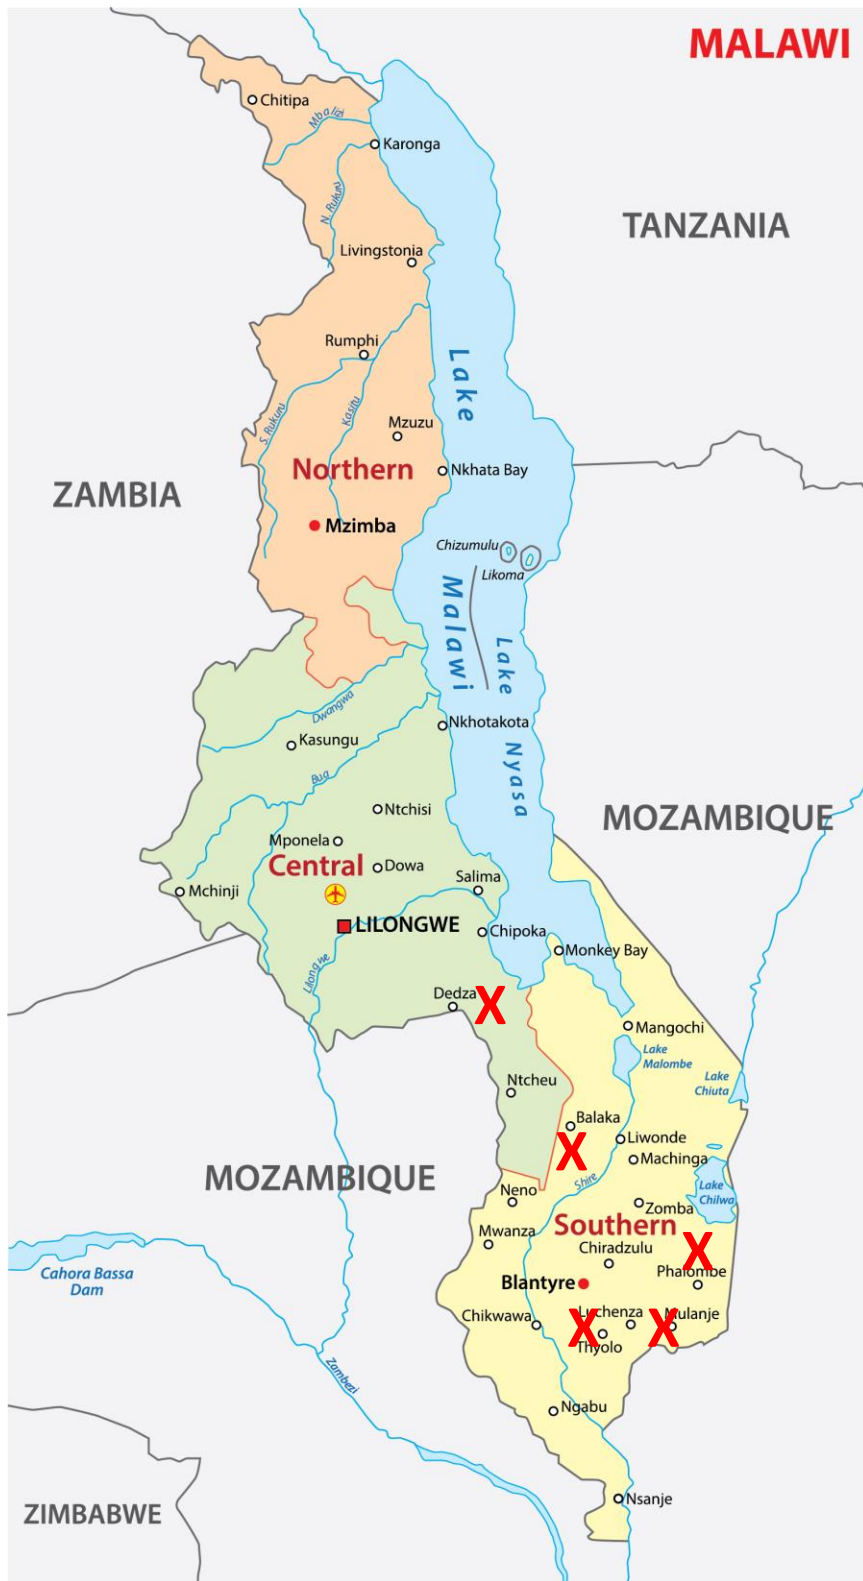 MALAWI
Chitipa
Mbalizi
Karonga
N. Rukuru
TANZANIA
Livingstonia
Rumphi
Lake
S. Rukuru
Kasitu
Mzuzu
Northern
Nkhata Bay
ZAMBIA
Mzimba
Chizumulu
Likoma
Malawi
Lake
Nyasa
Dwangwa
Nkhotakota
Kasungu
Bua
Ntchisi
MOZAMBIQUE
Mponela
Central
Dowa
Salima
Mchinji
LILONGWE
Chipoka
Monkey Bay
Lilongwe
Dedza
X
Mangochi
Lake
Malombe
Lake
Chiuta
Ntcheu
Balaka
X
Liwonde
Machinga
MOZAMBIQUE
Shire
Lake
Chilwa
Neno
Zomba
Southern
Mwanza
Chiradzulu
X
Phalombe
Cahora Bassa
Dam
Blantyre
Chikwawa
Luchenza
X
Mulanje
X
Thyolo
Zambezi
Ngabu
Nsanje
ZIMBABWE